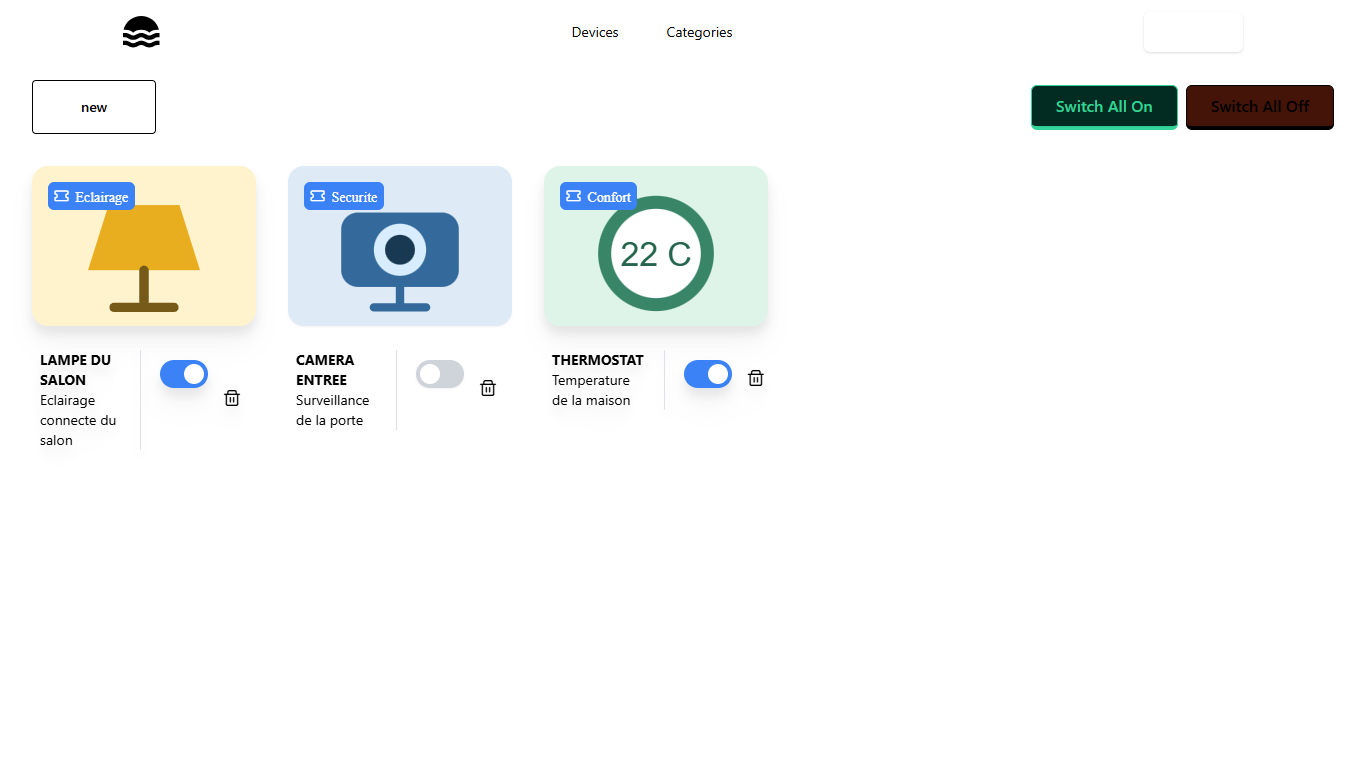 Devices
Categories
new
Switch All On
Switch All Off
Eclairage
Securite
Confort
22 C
LAMPE DU
SALON
Eclairage
connecte du
salon
CAMERA
ENTREE
Surveillance
de la porte
THERMOSTAT
Temperature
de la maison